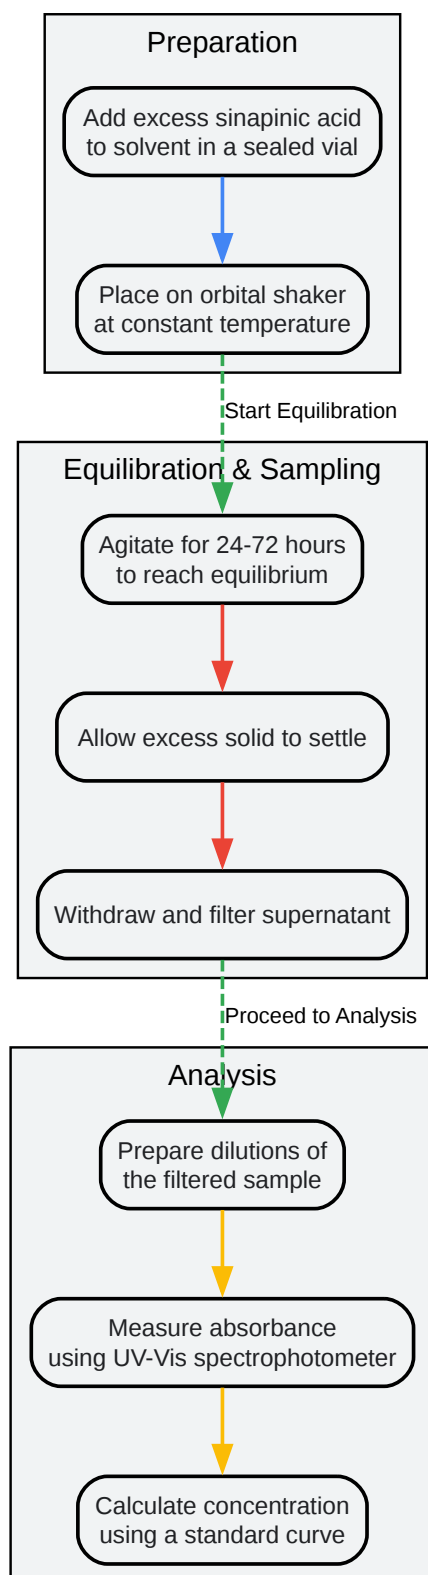 Preparation
Add excess sinapinic acid
to solvent in a sealed vial
Place on orbital shaker
at constant temperature
Start Equilibration
Equilibration & Sampling
Agitate for 24-72 hours
to reach equilibrium
Allow excess solid to settle
Withdraw and filter supernatant
Proceed to Analysis
Analysis
Prepare dilutions of
the filtered sample
Measure absorbance
using UV-Vis spectrophotometer
Calculate concentration
using a standard curve